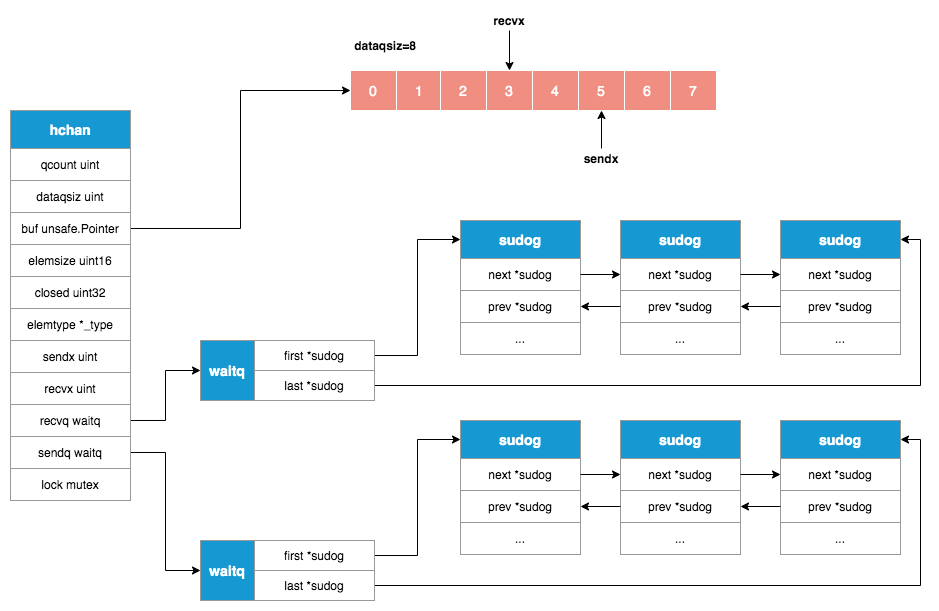 recvx
dataqsiz=8
0 1 2 3 4 5 6 7
sendx
hchan
qcount uint
dataqsiz uint
buf unsafe.Pointer
elemsize uint16
closed uint32
elemtype *_type
sendx uint
recvx uint
recvq waitq
sendq waitq
lock mutex
waitq
first *sudog
last *sudog
sudog
next *sudog
prev *sudog
...
sudog
next *sudog
prev *sudog
...
sudog
next *sudog
prev *sudog
...
waitq
first *sudog
last *sudog
sudog
next *sudog
prev *sudog
...
sudog
next *sudog
prev *sudog
...
sudog
next *sudog
prev *sudog
...